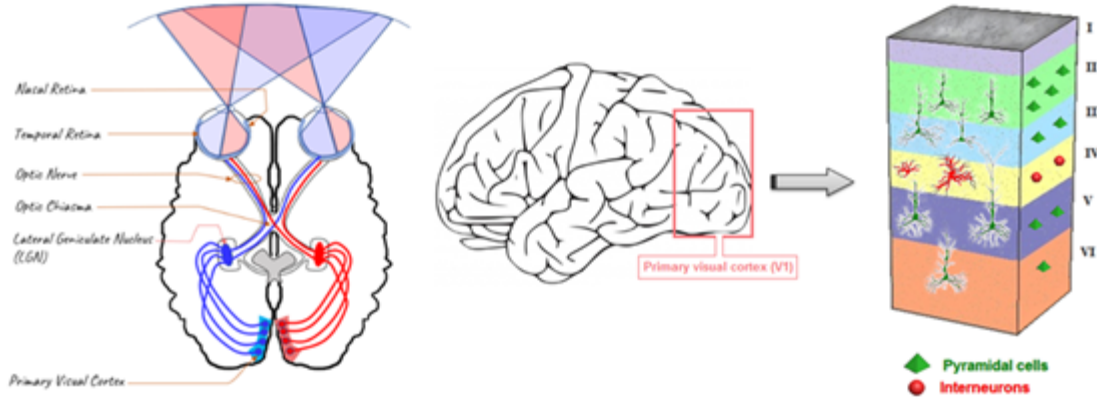 Nasal Retina
Temporal Retina
Optic Nerve
Optic Chiasma
Lateral Geniculate Nucleus
(LGN)
Primary Visual Cortex
Primary visual cortex (V1)
I
II
II
IV
V
VI
Pyramidal cells
Interneurons